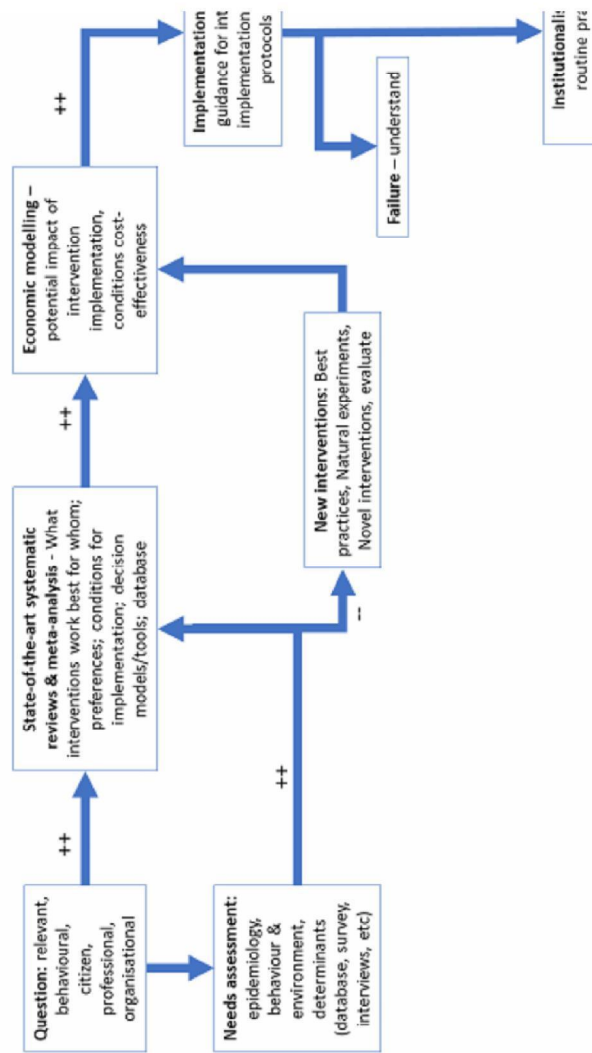 Question: relevant,
behavioural,
citizen,
professional,
organisational
++
State-of-the-art systematic
reviews & meta-analysis - What
interventions work best for whom;
preferences; conditions for
implementation; decision
models/tools; database
++
Economic modelling –
potential impact of
intervention
implementation,
conditions cost-
effectiveness
++
Implementation
guidance for int
implementation
protocols
Needs assessment:
epidemiology,
behaviour &
environment,
determinants
(database, survey,
interviews, etc)
++
--
New interventions: Best
practices, Natural experiments,
Novel interventions, evaluate
Failure – understand
Institutionalis
routine pra